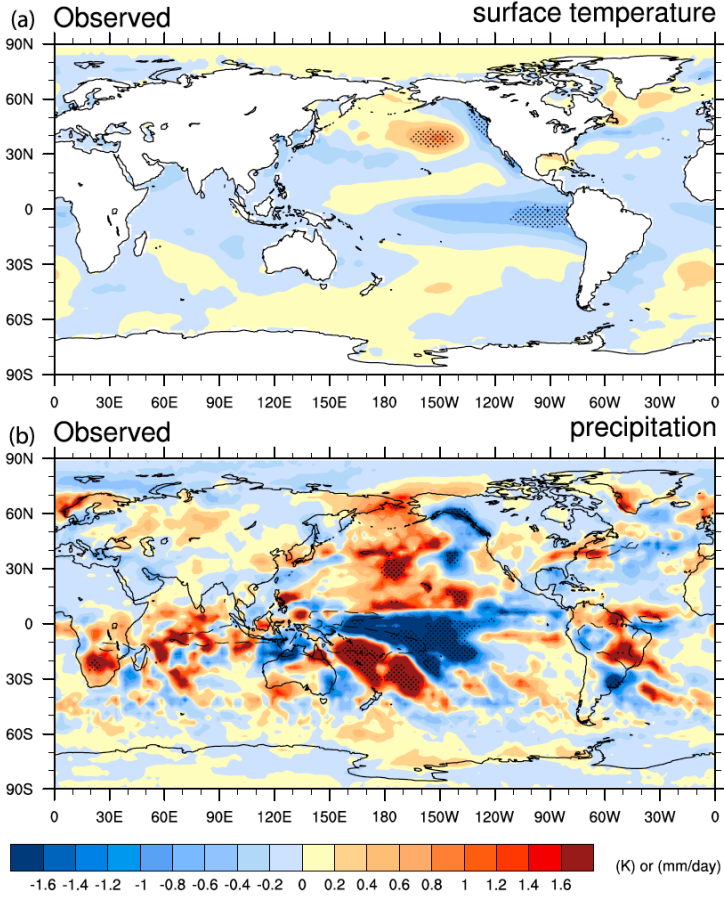 (a) Observed surface temperature
90N
60N
30N
0
30S
60S
90S
0 30E 60E 90E 120E 150E 180 150W 120W 90W 60W 30W 0
(b) Observed precipitation
90N
60N
30N
0
30S
60S
90S
0 30E 60E 90E 120E 150E 180 150W 120W 90W 60W 30W 0
-1.6 -1.4 -1.2 -1 -0.8 -0.6 -0.4 -0.2 0 0.2 0.4 0.6 0.8 1 1.2 1.4 1.6 (K) or (mm/day)